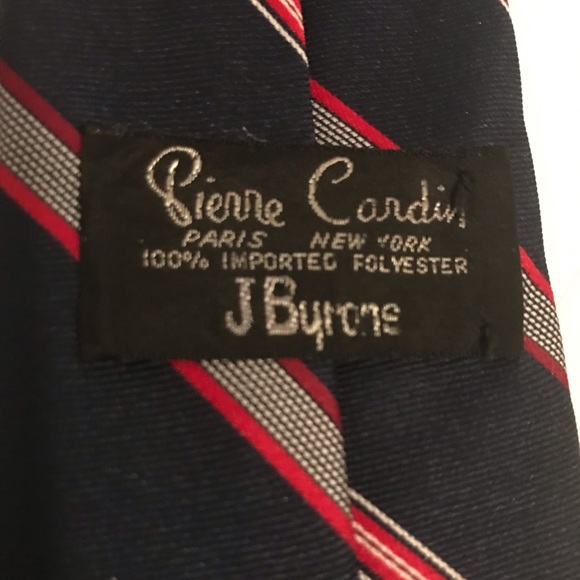 Pierre Cardin
PARIS NEW YORK
100% IMPORTED POLYESTER
J Byrons